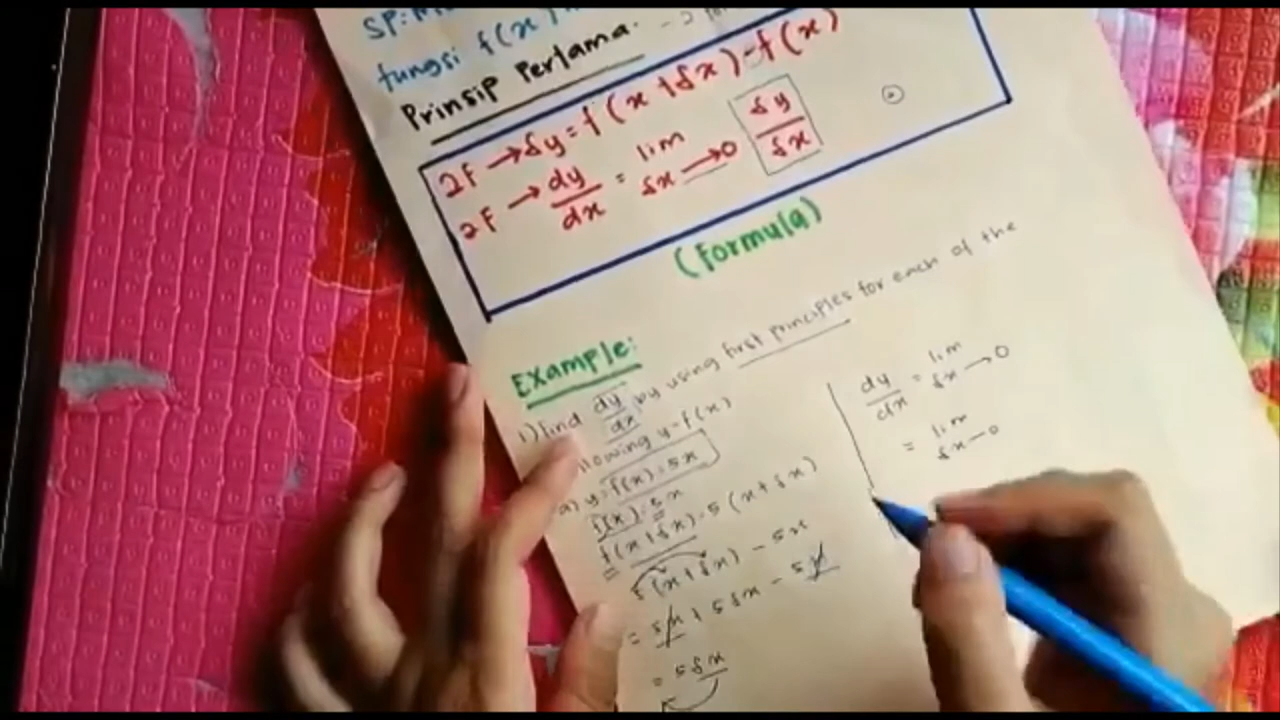 fungsi f(x)
Prinsip Pertama.
2F → δy = f(x + δx) - f(x)
2F → dy/dx = lim δx → 0 δy/δx
(Formula)
Example:
1) find dy/dx by using first principles for each of the
following y = f(x)
a) y = f(x) = 5x
f(x) = 5x
f(x + δx) = 5(x + δx)
5(x + δx) - 5x
= 5x + 5δx - 5x
= 5δx
dy/dx = lim δx → 0
= lim δx → 0